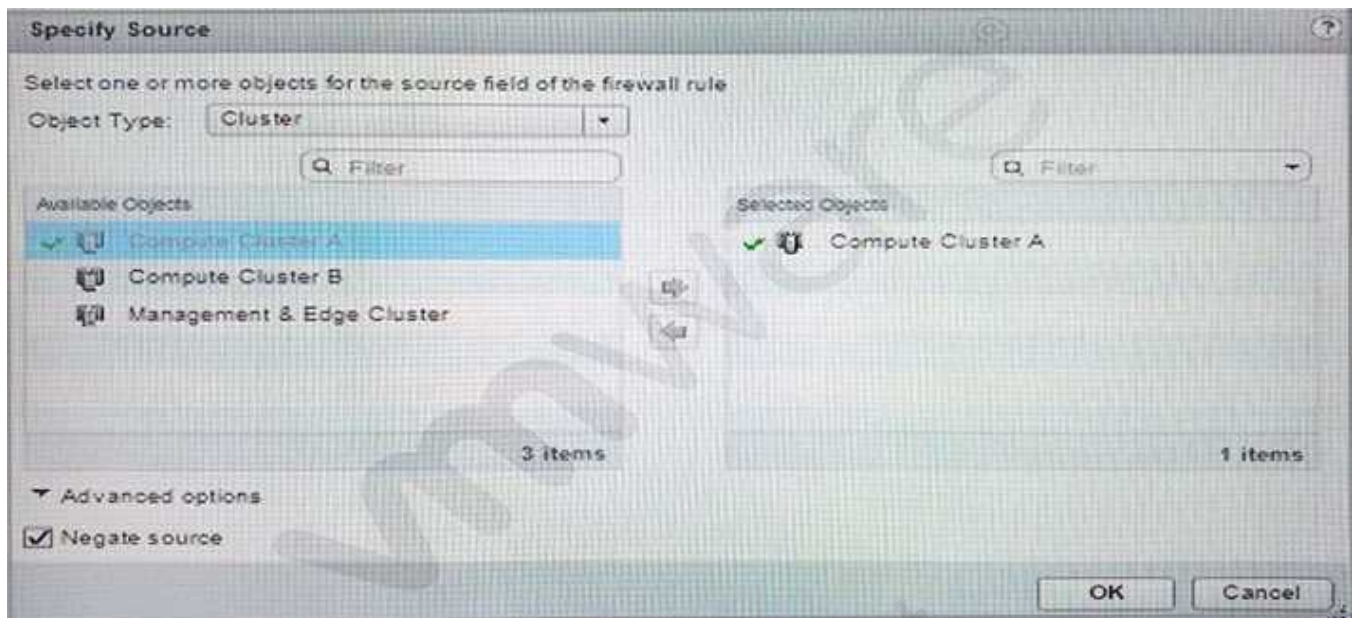 Specify Source
?
Select one or more objects for the source field of the firewall rule
Object Type: Cluster
Filter
Filter
Available Objects
Selected Objects
Compute Cluster A
Compute Cluster A
Compute Cluster B
Management & Edge Cluster
3 items
1 items
Advanced options
Negate source
OK Cancel
vmware